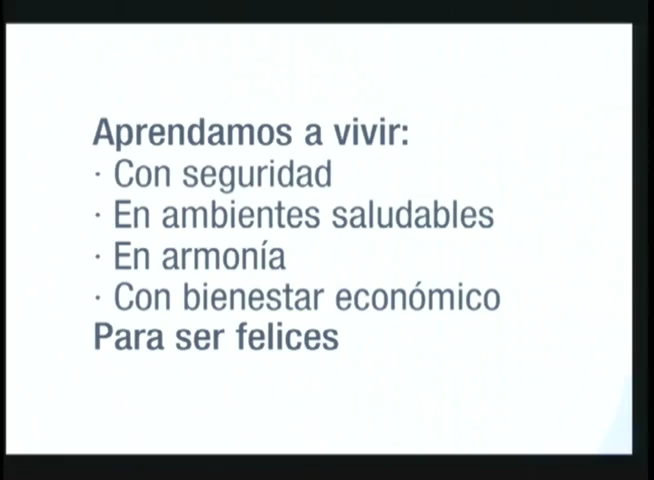 Aprendamos a vivir:
· Con seguridad
· En ambientes saludables
· En armonía
· Con bienestar económico
Para ser felices